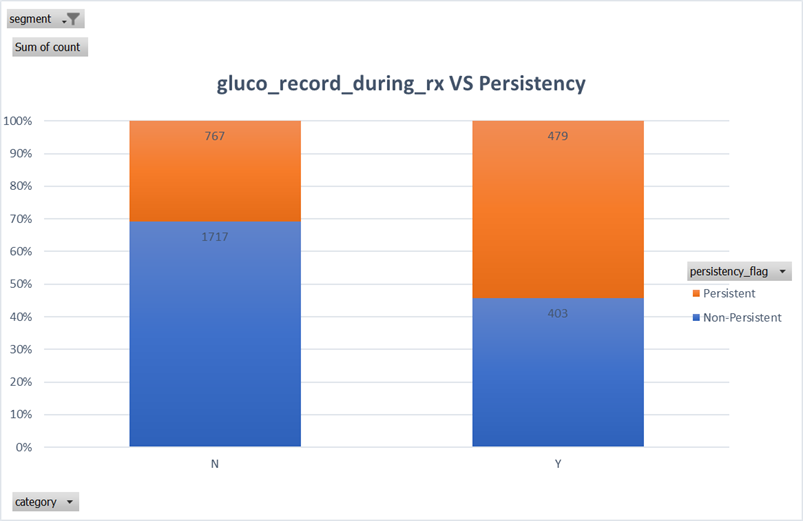 segment
Sum of count
gluco_record_during_rx VS Persistency
100%
90%
80%
70%
60%
50%
40%
30%
20%
10%
0%
767
1717
479
403
N
Y
persistency_flag
Persistent
Non-Persistent
category